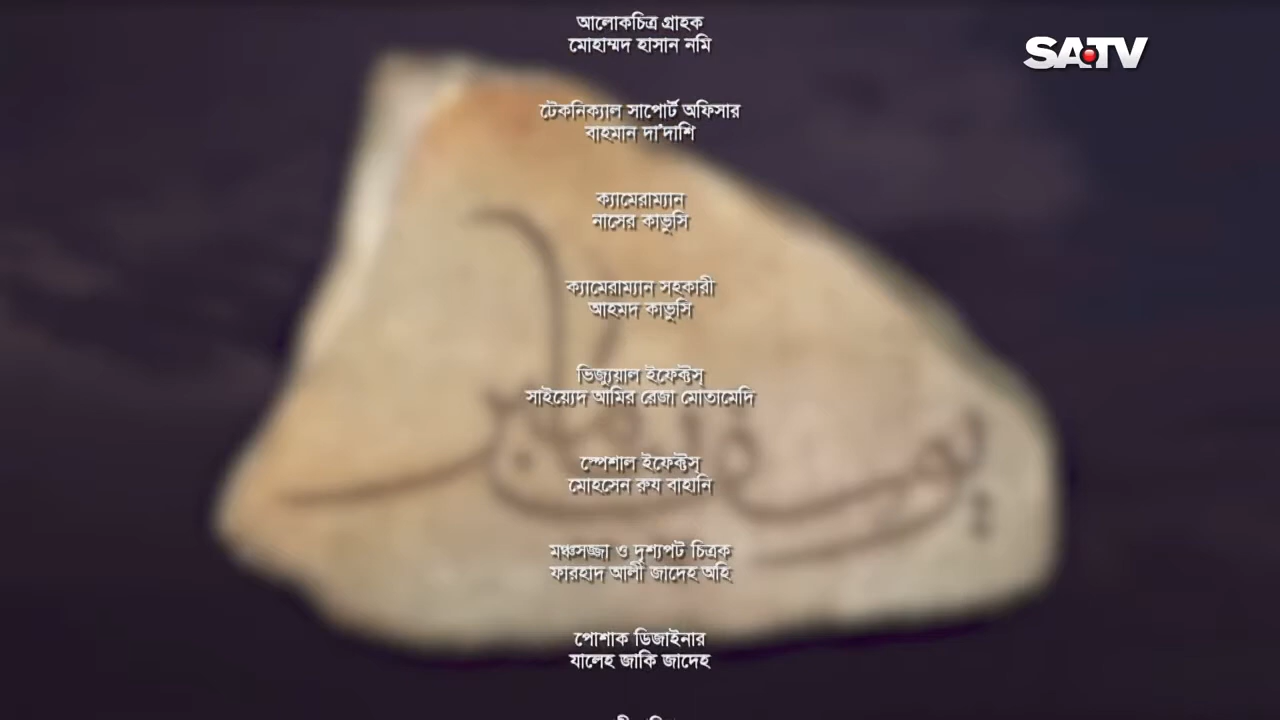 আলোকচিত্র গ্রাহক
মোহাম্মদ হাসান নমি
SATV
টেকনিক্যাল সাপোর্ট অফিসার
বাহমান দা'দাশি
ক্যামেরাম্যান
নাসের কাভুসি
ক্যামেরাম্যান সহকারী
আহমদ কাভুসি
ভিজ্যুয়াল ইফেক্টস্
সাইয়্যেদ আমির রেজা মোতামেদি
স্পেশাল ইফেক্টস্
মোহসেন রুয বাহানি
মঞ্চসজ্জা ও দৃশ্যপট চিত্রক
ফারহাদ আলী জাদেহ অহি
পোশাক ডিজাইনার
যালেহ জাকি জাদেহ